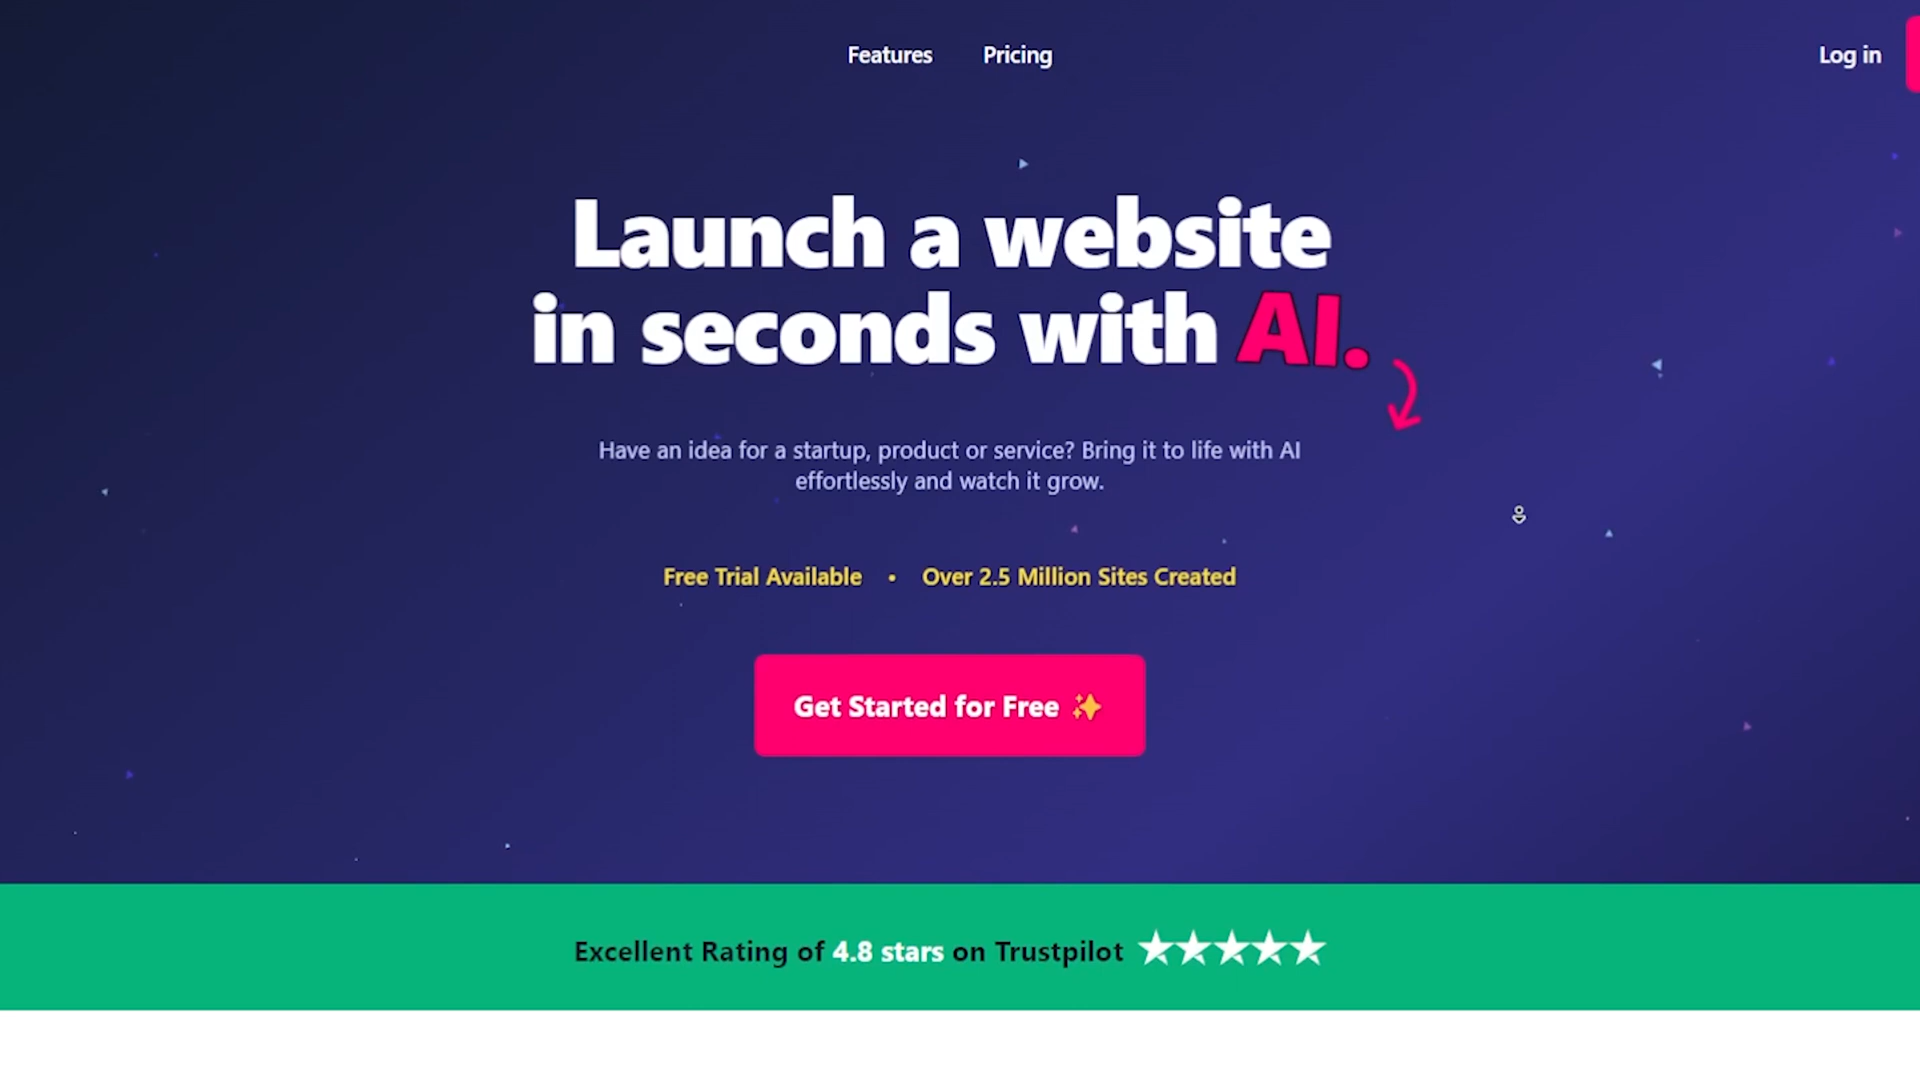 Features
Pricing
Log in
Launch a website
in seconds with AI.
Have an idea for a startup, product or service? Bring it to life with AI
effortlessly and watch it grow.
Free Trial Available • Over 2.5 Million Sites Created
Get Started for Free ✨
Excellent Rating of 4.8 stars on Trustpilot ★★★★★